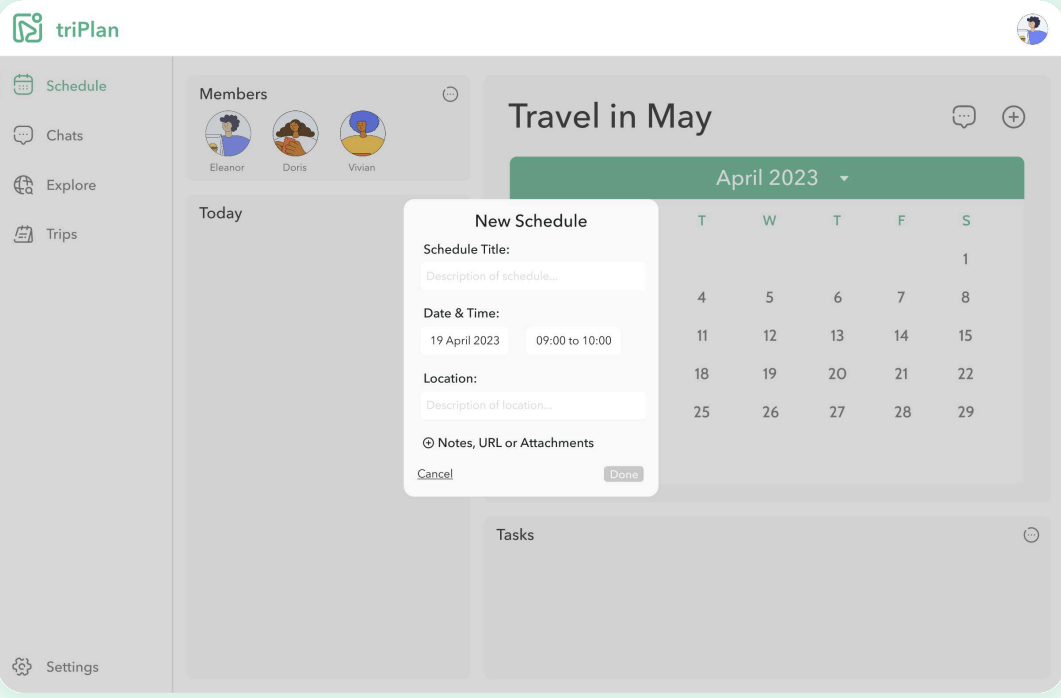 triPlan
Schedule
Chats
Explore
Trips
Settings
Members
Eleanor Doris Vivian
Today
Travel in May
April 2023
T W T F S
1
4 5 6 7 8
11 12 13 14 15
18 19 20 21 22
25 26 27 28 29
New Schedule
Schedule Title:
Description of schedule...
Date & Time:
19 April 2023 09:00 to 10:00
Location:
Description of location...
Notes, URL or Attachments
Cancel Done
Tasks